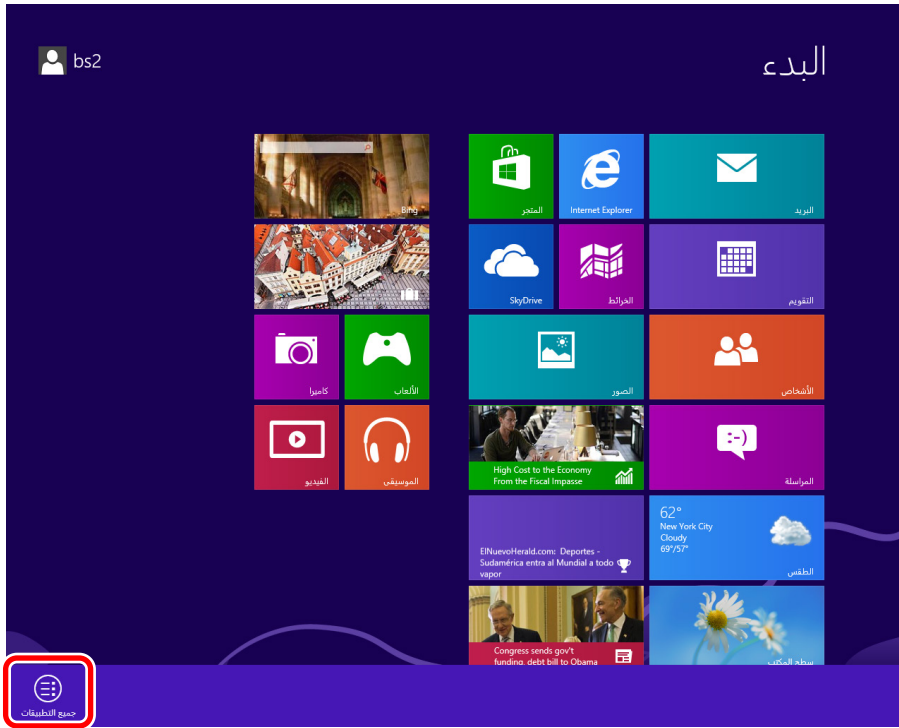 البدء
bs2
البريد
Internet Explorer
المتجر
Bing
التقويم
الخرائط
SkyDrive
الأشخاص
الصور
الألعاب
كاميرا
المراسلة
:-)
High Cost to the Economy
From the Fiscal Impasse
الموسيقى
الفيديو
62°
New York City
Cloudy
69°/57°
الطقس
ElNuevoHerald.com: Deportes -
Sudamérica entra al Mundial a todo
vapor
سطح المكتب
Congress sends gov't
funding, debt bill to Obama
جميع التطبيقات